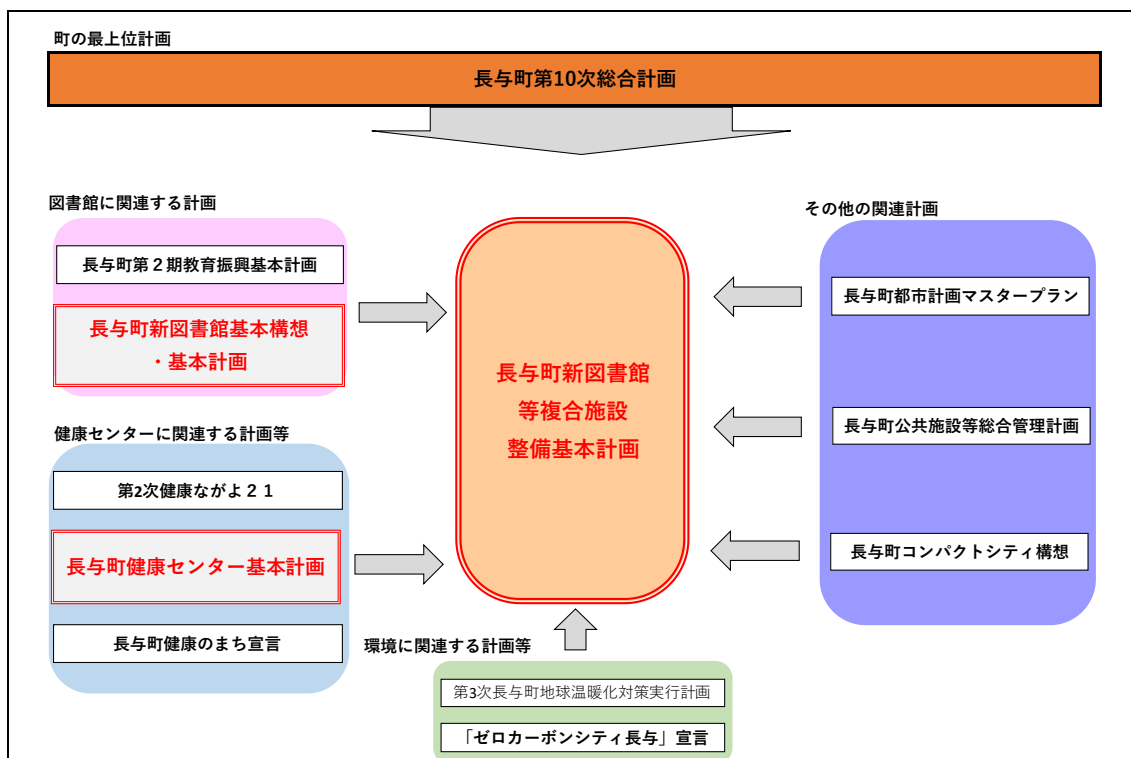 町の最上位計画
長与町第10次総合計画
図書館に関連する計画
長与町第２期教育振興基本計画
長与町新図書館基本構想
・基本計画
健康センターに関連する計画等
第2次健康ながよ２１
長与町健康センター基本計画
長与町健康のまち宣言
長与町新図書館
等複合施設
整備基本計画
その他の関連計画
長与町都市計画マスタープラン
長与町公共施設等総合管理計画
長与町コンパクトシティ構想
環境に関連する計画等
第3次長与町地球温暖化対策実行計画
「ゼロカーボンシティ長与」宣言